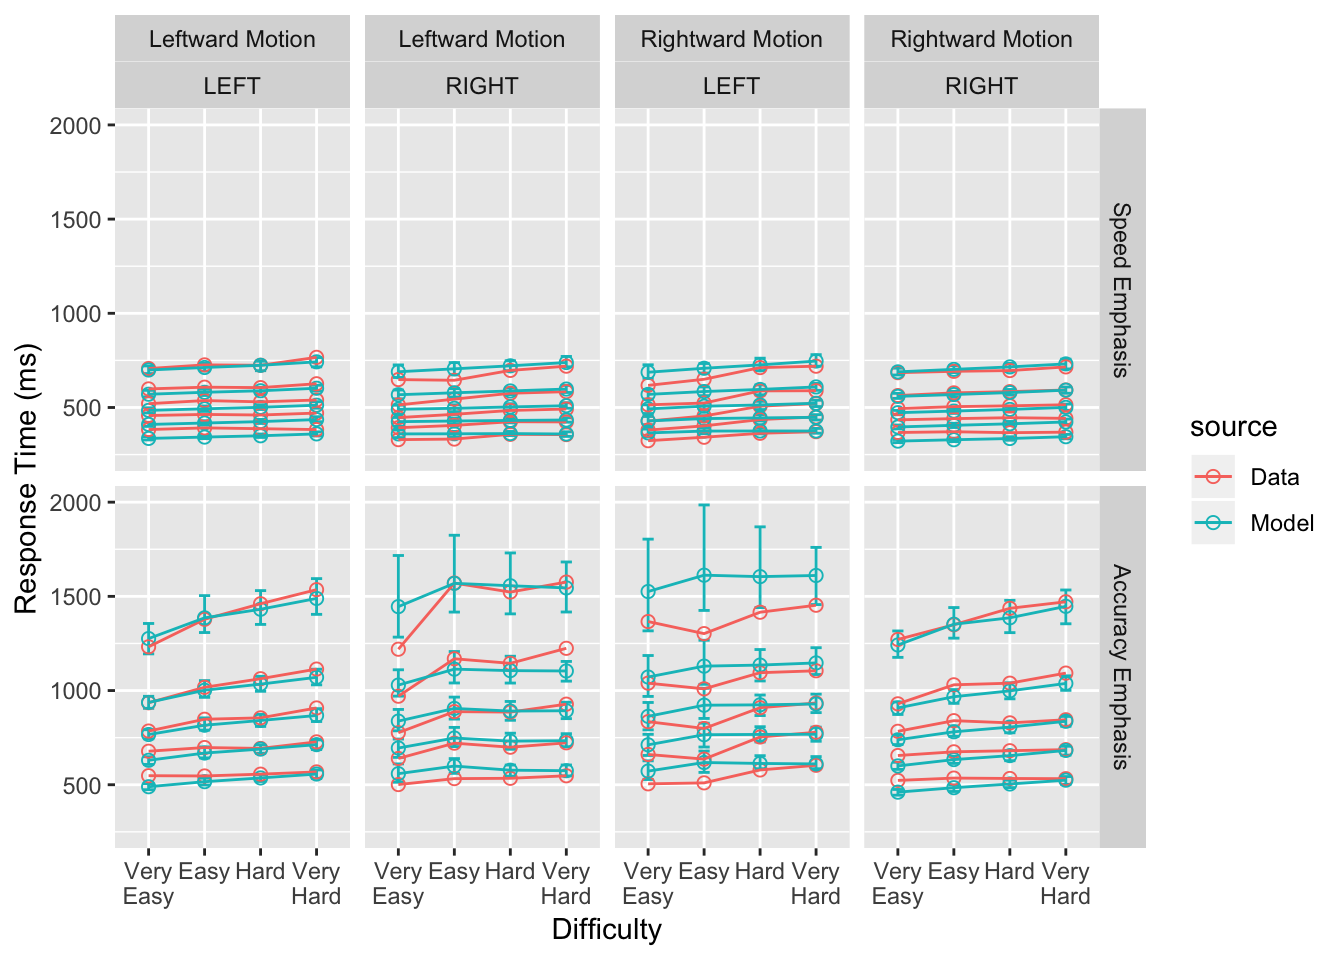 Leftward Motion Leftward Motion Rightward Motion Rightward Motion
LEFT RIGHT LEFT RIGHT
2000
1500
1000
500
Speed Emphasis
2000
1500
1000
500
Accuracy Emphasis
Response Time (ms)
Very Easy Hard Very Very Easy Hard Very Very Easy Hard Very Very Easy Hard Very
Easy Hard Easy Hard Easy Hard Easy Hard
Difficulty
source
Data
Model